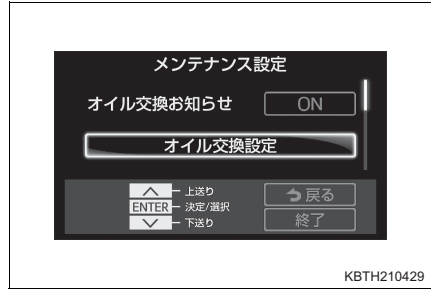 メンテナンス設定
オイル交換お知らせ ON
オイル交換設定
上送り
ENTER 決定/選択
下送り
戻る
終了
KBTH210429